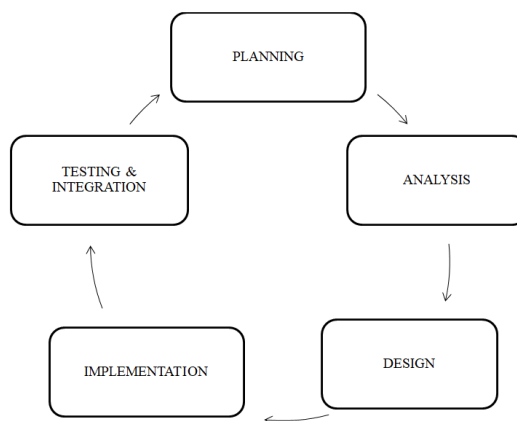 PLANNING
TESTING &
INTEGRATION
ANALYSIS
IMPLEMENTATION
DESIGN